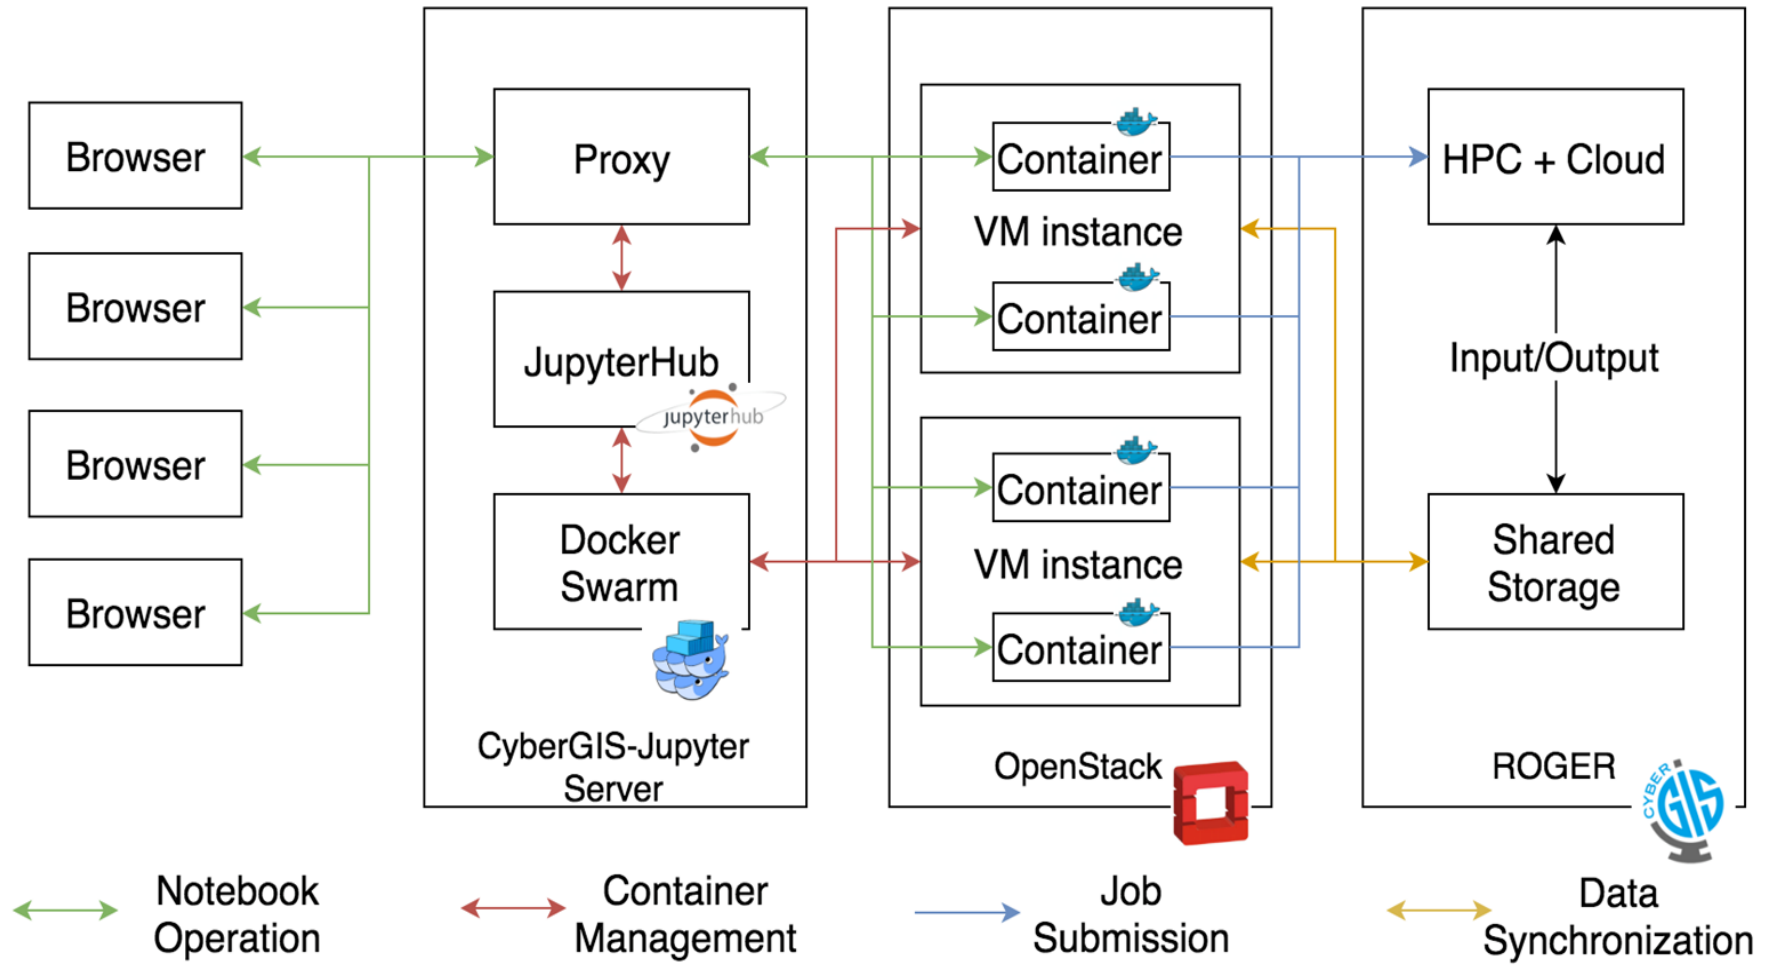 Browser
Browser
Browser
Browser
Proxy
JupyterHub
jupyterhub
Docker
Swarm
CyberGIS-Jupyter
Server
Container
VM instance
Container
Container
VM instance
Container
OpenStack
HPC + Cloud
Input/Output
Shared
Storage
ROGER
CYBER
GIS
Notebook
Operation
Container
Management
Job
Submission
Data
Synchronization